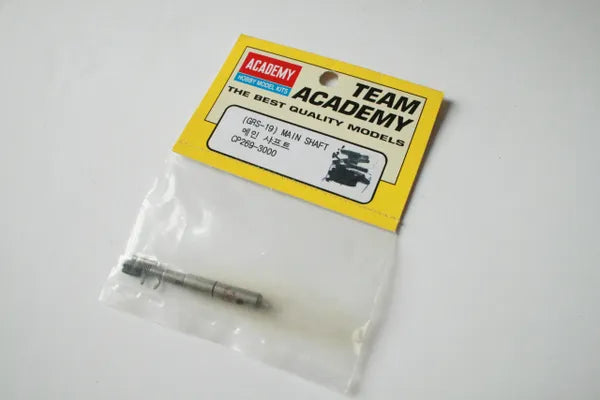 ACADEMY
HOBBY MODEL KITS
TEAM
ACADEMY
THE BEST QUALITY MODELS
(GRS-19) MAIN SHAFT
메인 샤프트
CP269-3000